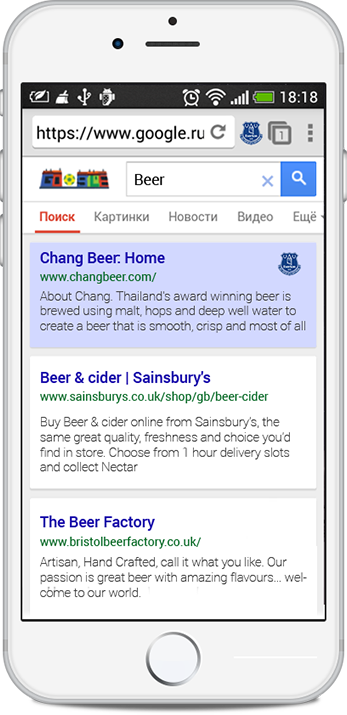 18:18
https://www.google.ru
1
Google
Beer
Поиск Картинки Новости Видео Ещё
Chang Beer: Home
www.changbeer.com/
About Chang. Thailand's award winning beer is
brewed using malt, hops and deep well water to
create a beer that is smooth, crisp and most of all
Beer & cider | Sainsbury's
www.sainsburys.co.uk/shop/gb/beer-cider
Buy Beer & cider online from Sainsbury's, the
same great quality, freshness and choice you'd
find in store. Choose from 1 hour delivery slots
and collect Nectar
The Beer Factory
www.bristolbeerfactory.co.uk/
Artisan, Hand Crafted, call it what you like. Our
passion is great beer with amazing flavours... wel-
come to our world.